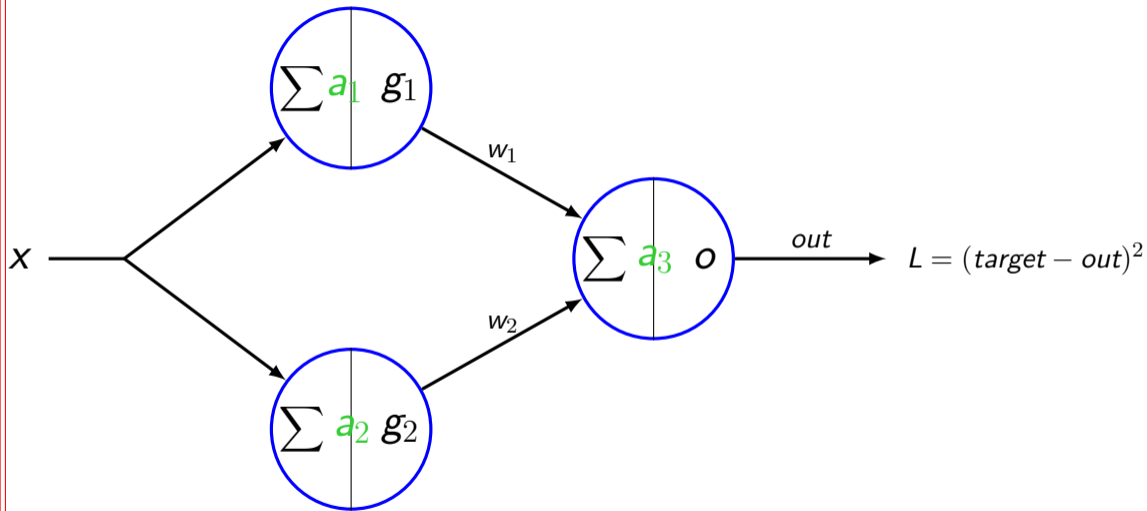 ∑ a₁ g₁
w₁
x
∑ a₃ o
out
L = (target − out)²
w₂
∑ a₂ g₂